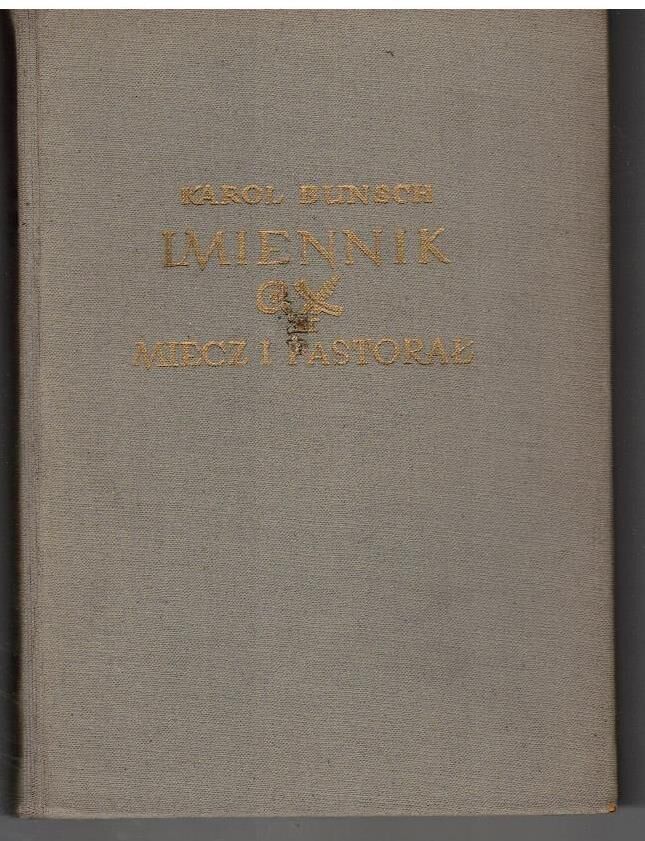 KAROL BUNSCH
IMIENNIK
MIECZ I PASTORAŁ